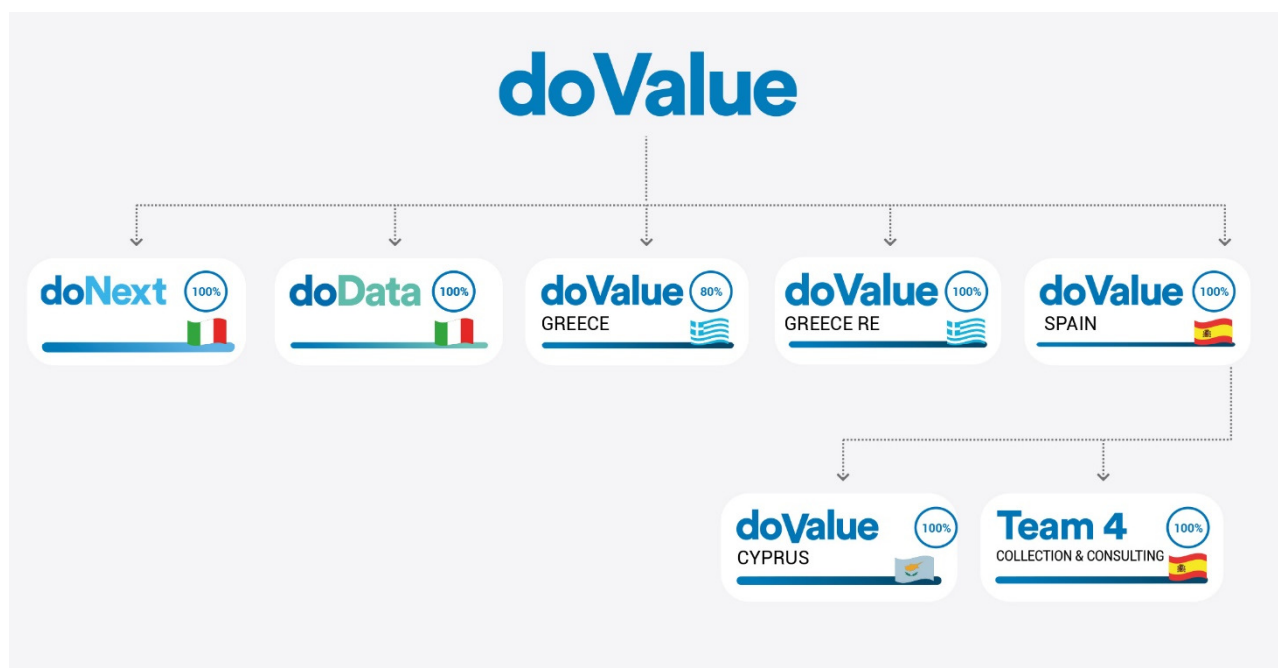 doValue
doNext 100%
doData 100%
doValue 80%
GREECE
doValue 100%
GREECE RE
doValue 100%
SPAIN
doValue 100%
CYPRUS
Team 4 100%
COLLECTION & CONSULTING